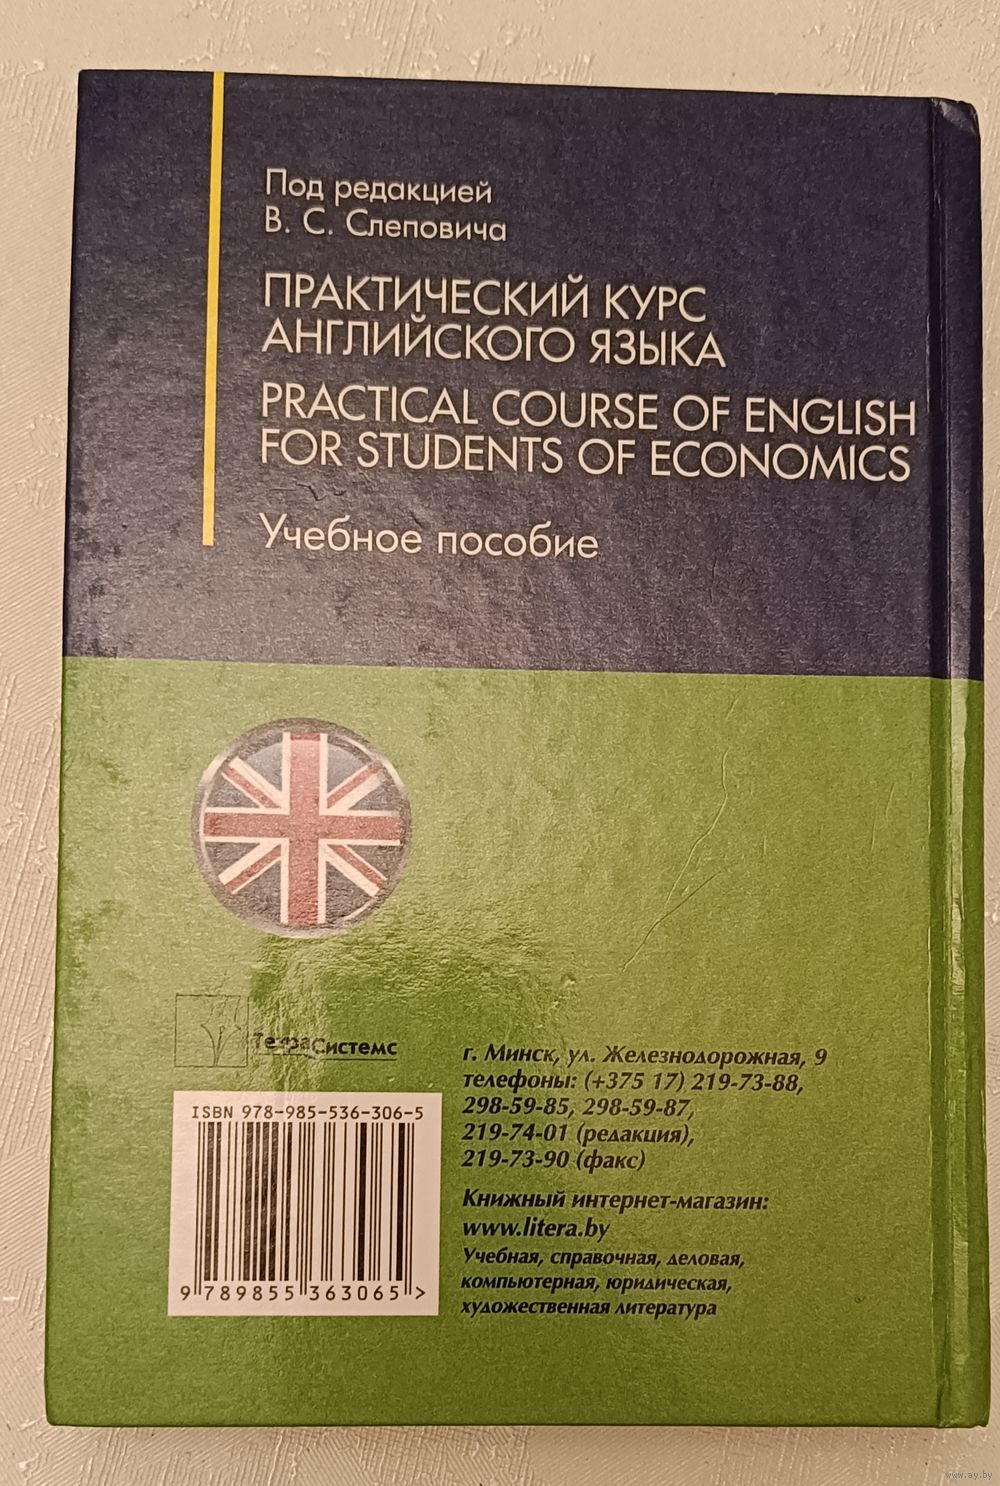 Под редакцией
В. С. Слеповича
ПРАКТИЧЕСКИЙ КУРС
АНГЛИЙСКОГО ЯЗЫКА
PRACTICAL COURSE OF ENGLISH
FOR STUDENTS OF ECONOMICS
Учебное пособие
ТетраСистемс
ISBN 978-985-536-306-5
9 789855 363065 >
г. Минск, ул. Железнодорожная, 9
телефоны: (+375 17) 219-73-88,
298-59-85, 298-59-87,
219-74-01 (редакция),
219-73-90 (факс)
Книжный интернет-магазин:
www.litera.by
Учебная, справочная, деловая,
компьютерная, юридическая,
художественная литература
www.ay.by